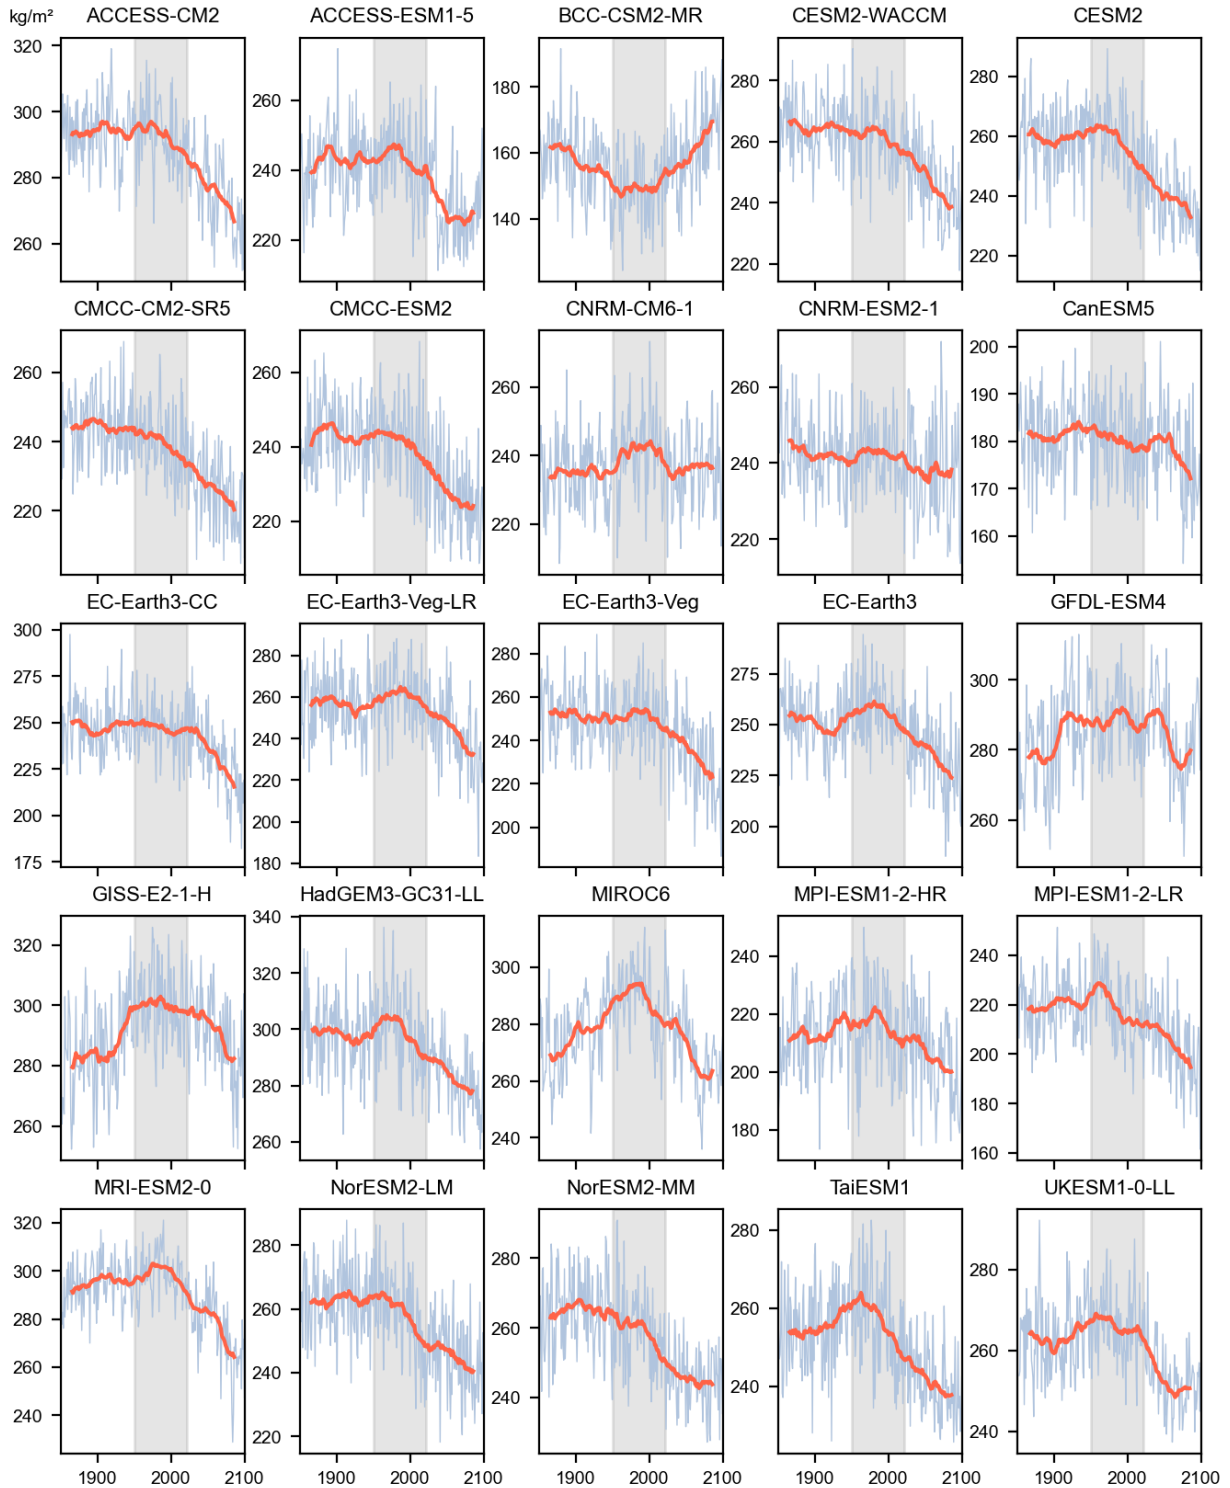 kg/m² ACCESS-CM2 ACCESS-ESM1-5 BCC-CSM2-MR CESM2-WACCM CESM2
320 300 280 260
260 240 220
180 160 140
280 260 240 220
280 260 240 220
CMCC-CM2-SR5 CMCC-ESM2 CNRM-CM6-1 CNRM-ESM2-1 CanESM5
260 240 220
260 240 220
260 240 220
260 240 220
200 190 180 170 160
EC-Earth3-CC EC-Earth3-Veg-LR EC-Earth3-Veg EC-Earth3 GFDL-ESM4
300 275 250 225 200 175
280 260 240 220 200 180
280 260 240 220 200
275 250 225 200
300 280 260
GISS-E2-1-H HadGEM3-GC31-LL MIROC6 MPI-ESM1-2-HR MPI-ESM1-2-LR
320 300 280 260
340 320 300 280 260
300 280 260 240
240 220 200 180
240 220 200 180 160
MRI-ESM2-0 NorESM2-LM NorESM2-MM TaiESM1 UKESM1-0-LL
320 300 280 260 240
280 260 240 220
280 260 240
280 260 240
280 260 240
1900 2000 2100 1900 2000 2100 1900 2000 2100 1900 2000 2100 1900 2000 2100